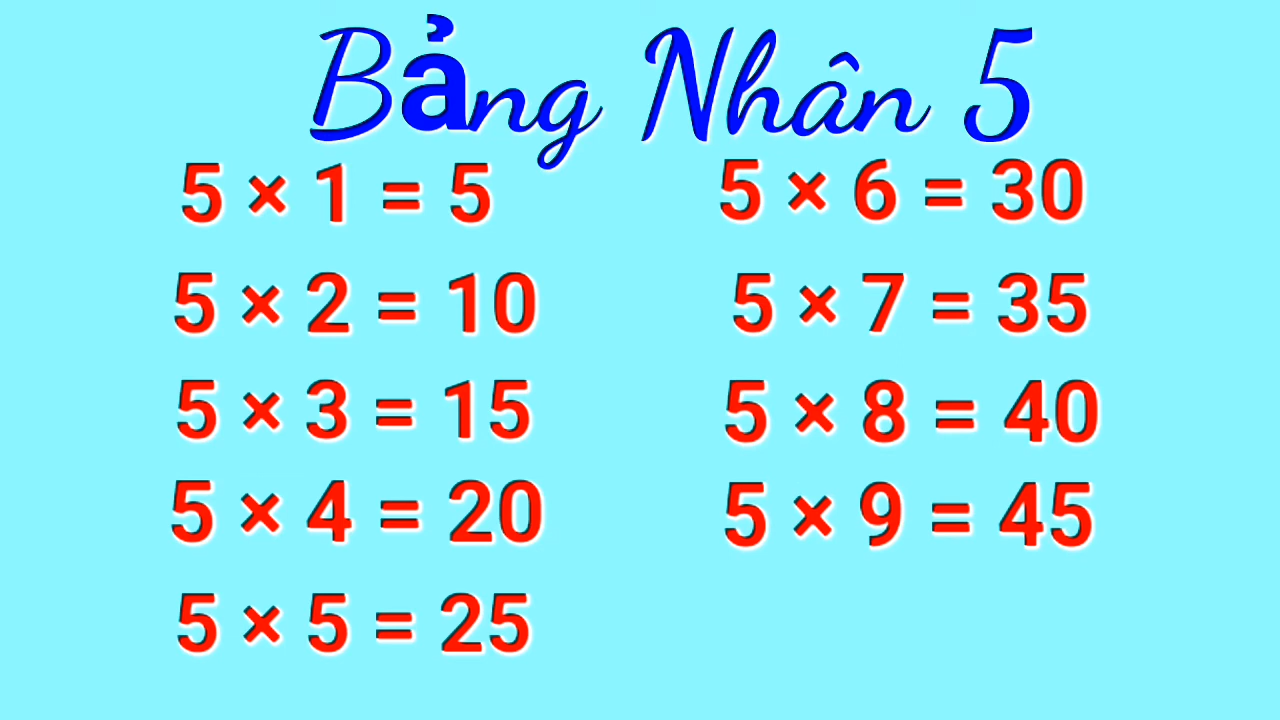 Bảng Nhân 5
5 × 1 = 5
5 × 2 = 10
5 × 3 = 15
5 × 4 = 20
5 × 5 = 25
5 × 6 = 30
5 × 7 = 35
5 × 8 = 40
5 × 9 = 45